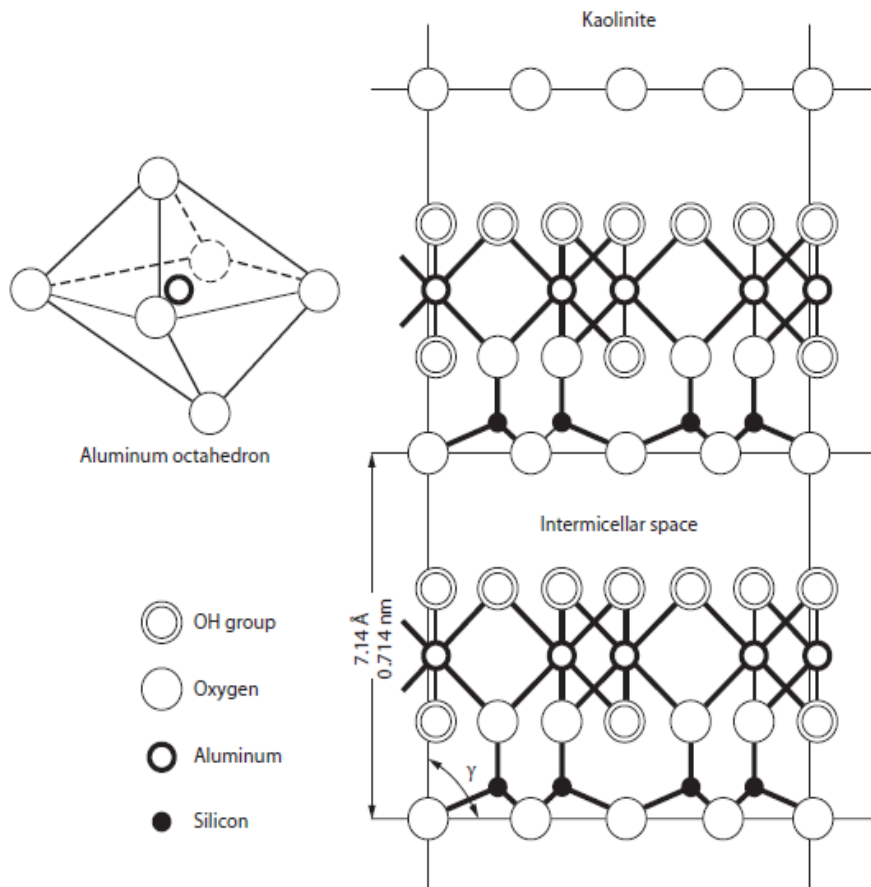 Kaolinite
Aluminum octahedron
Intermicellar space
7.14 Å
0.714 nm
γ
OH group
Oxygen
Aluminum
Silicon